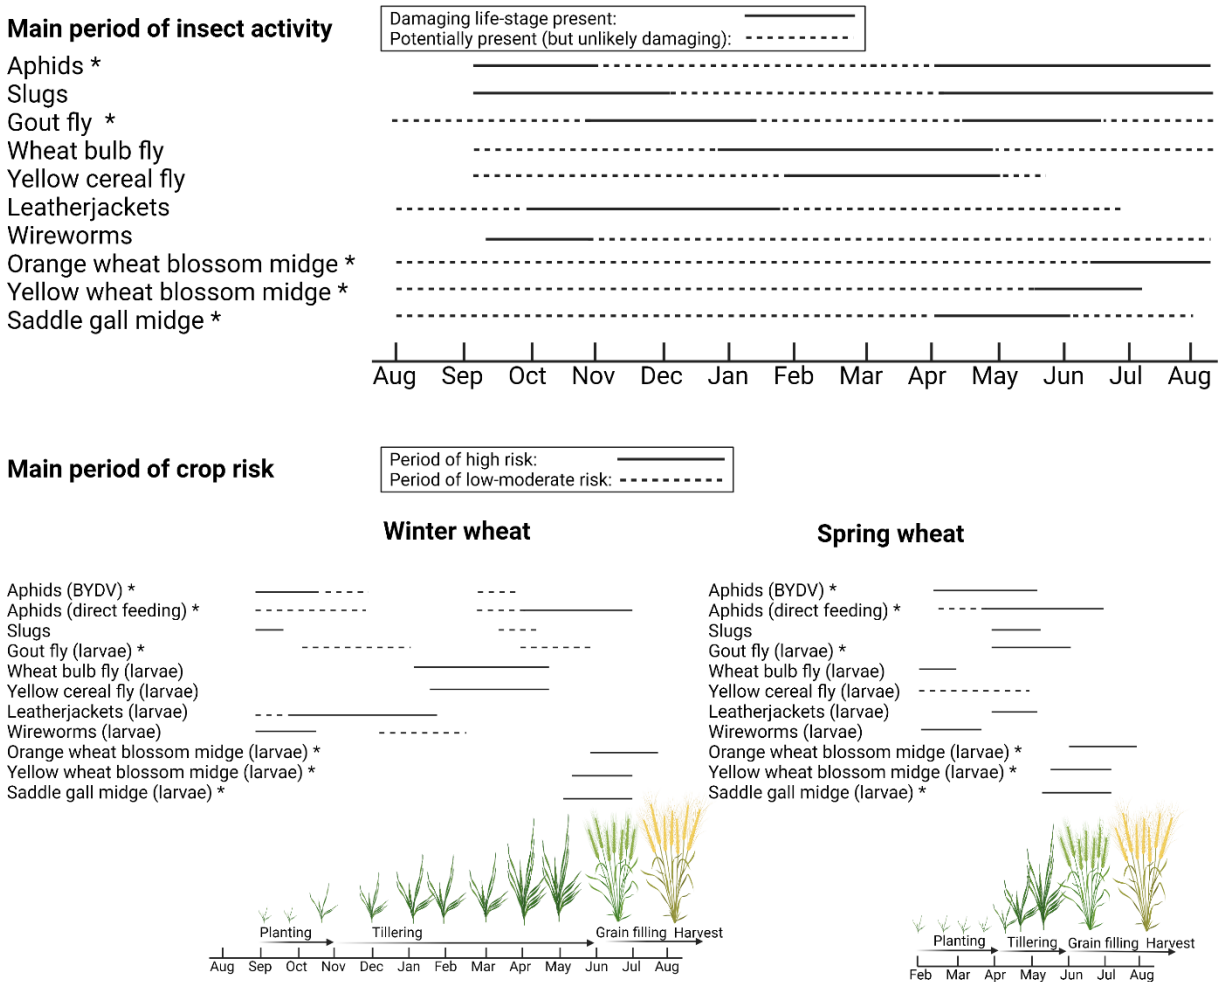 Main period of insect activity
Damaging life-stage present:
Potentially present (but unlikely damaging):
Aphids *
Slugs
Gout fly *
Wheat bulb fly
Yellow cereal fly
Leatherjackets
Wireworms
Orange wheat blossom midge *
Yellow wheat blossom midge *
Saddle gall midge *
Aug Sep Oct Nov Dec Jan Feb Mar Apr May Jun Jul Aug
Main period of crop risk
Period of high risk:
Period of low-moderate risk:
Winter wheat
Aphids (BYDV) *
Aphids (direct feeding) *
Slugs
Gout fly (larvae) *
Wheat bulb fly (larvae)
Yellow cereal fly (larvae)
Leatherjackets (larvae)
Wireworms (larvae)
Orange wheat blossom midge (larvae) *
Yellow wheat blossom midge (larvae) *
Saddle gall midge (larvae) *
Planting Tillering Grain filling Harvest
Aug Sep Oct Nov Dec Jan Feb Mar Apr May Jun Jul Aug
Spring wheat
Aphids (BYDV) *
Aphids (direct feeding) *
Slugs
Gout fly (larvae) *
Wheat bulb fly (larvae)
Yellow cereal fly (larvae)
Leatherjackets (larvae)
Wireworms (larvae)
Orange wheat blossom midge (larvae) *
Yellow wheat blossom midge (larvae) *
Saddle gall midge (larvae) *
Planting Tillering Grain filling Harvest
Feb Mar Apr May Jun Jul Aug